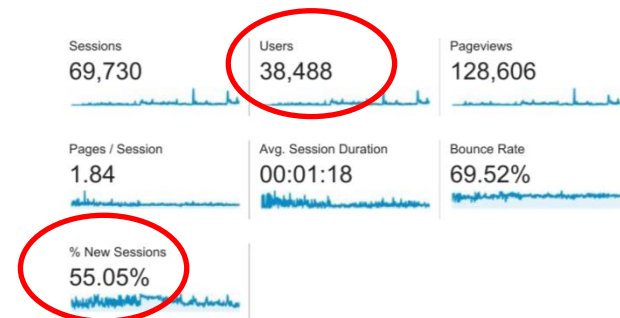 Sessions
69,730
Users
38,488
Pageviews
128,606
Pages / Session
1.84
Avg. Session Duration
00:01:18
Bounce Rate
69.52%
% New Sessions
55.05%